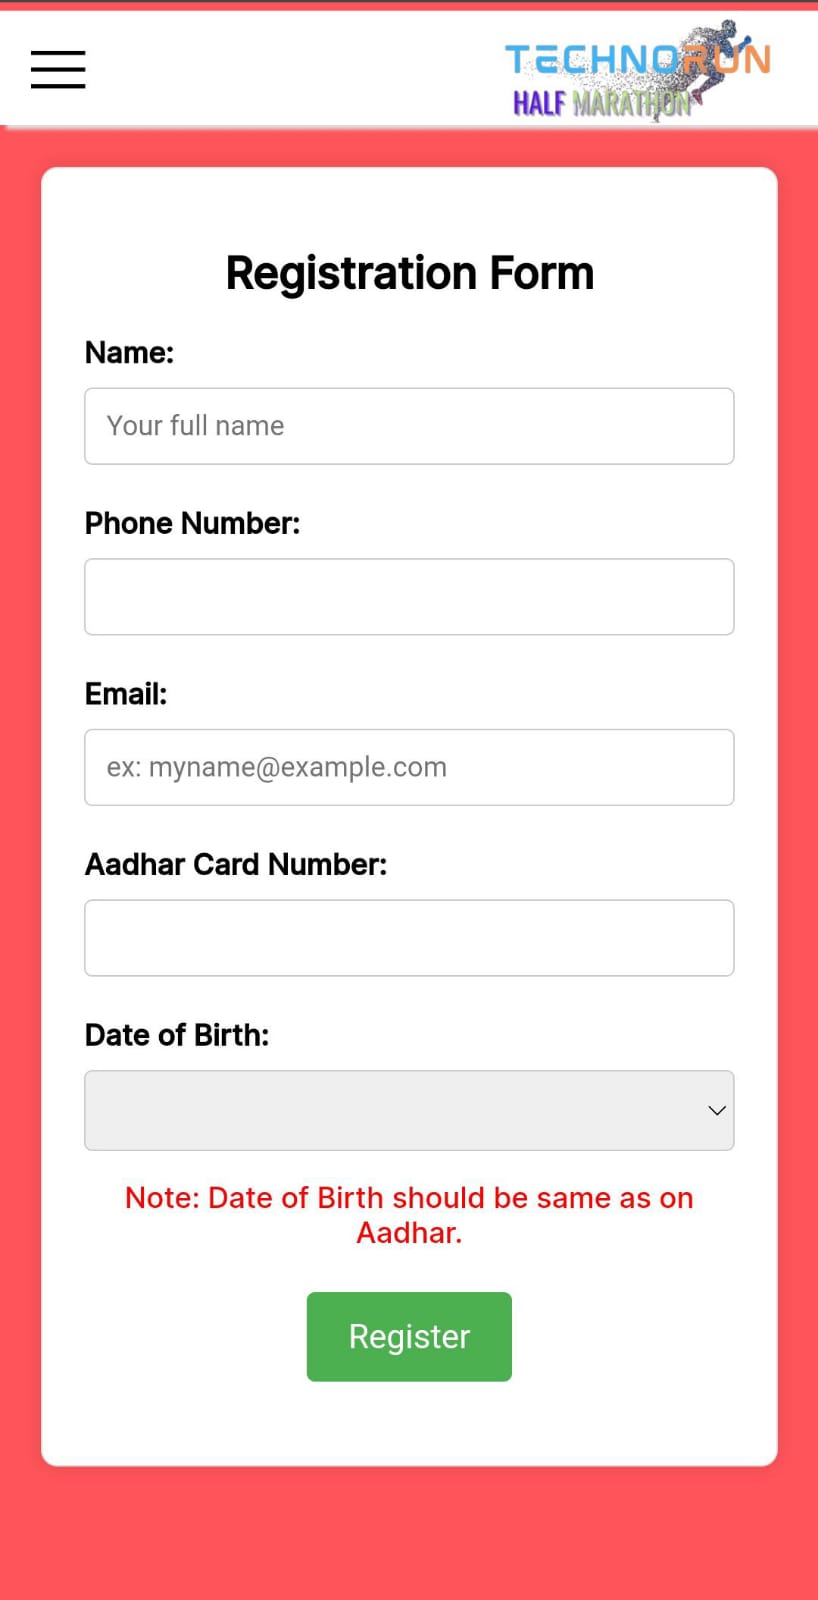 TECHNORUN
HALF MARATHON
Registration Form
Name:
Your full name
Phone Number:
Email:
ex: myname@example.com
Aadhar Card Number:
Date of Birth:
Note: Date of Birth should be same as on
Aadhar.
Register